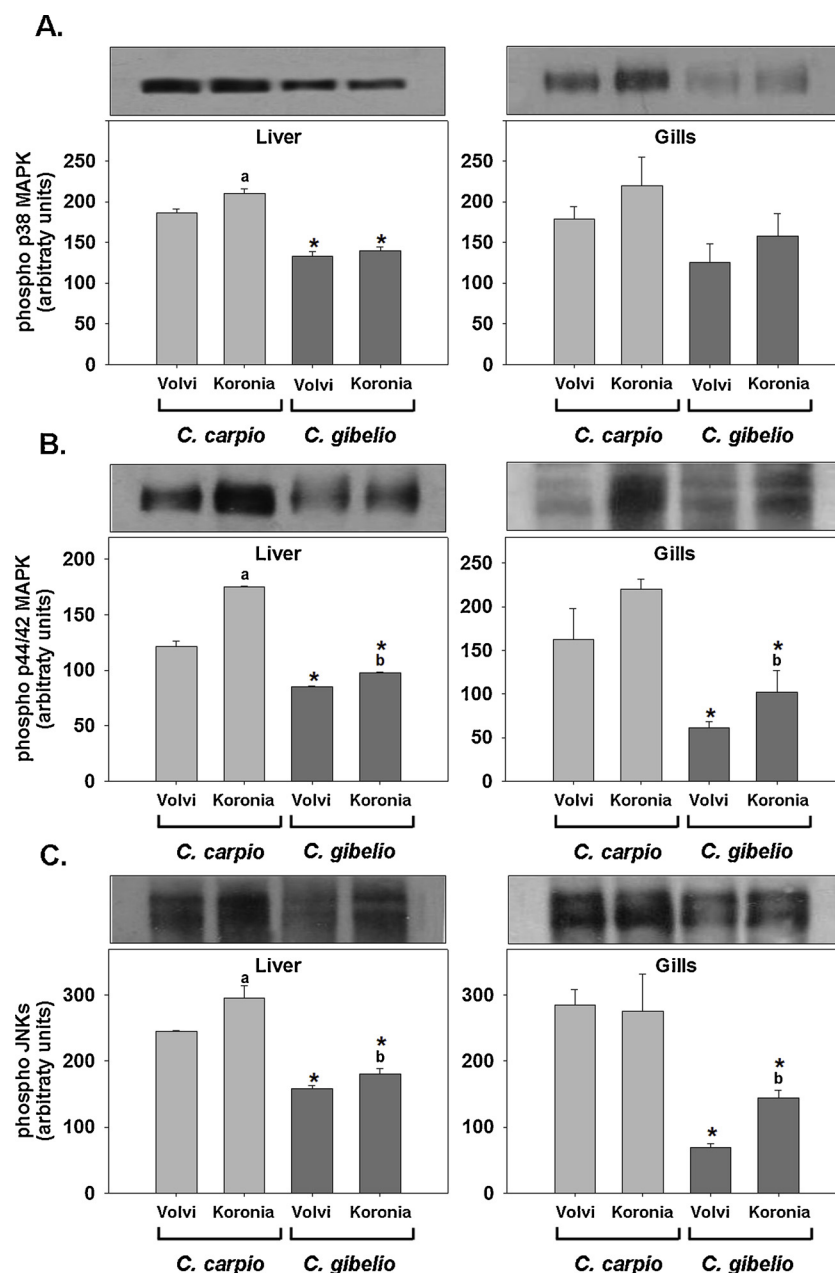 A.
Liver
Gills
phospho p38 MAPK
(arbitraty units)
250
200
150
100
50
0
a
*
*
250
200
150
100
50
0
Volvi Koronia Volvi Koronia
C. carpio C. gibelio
Volvi Koronia Volvi Koronia
C. carpio C. gibelio
B.
Liver
Gills
phospho p44/42 MAPK
(arbitraty units)
200
150
100
50
0
a
*
*
b
250
200
150
100
50
0
*
*
b
Volvi Koronia Volvi Koronia
C. carpio C. gibelio
Volvi Koronia Volvi Koronia
C. carpio C. gibelio
C.
Liver
Gills
phospho JNKs
(arbitraty units)
300
200
100
0
a
*
*
b
300
200
100
0
*
*
b
Volvi Koronia Volvi Koronia
C. carpio C. gibelio
Volvi Koronia Volvi Koronia
C. carpio C. gibelio